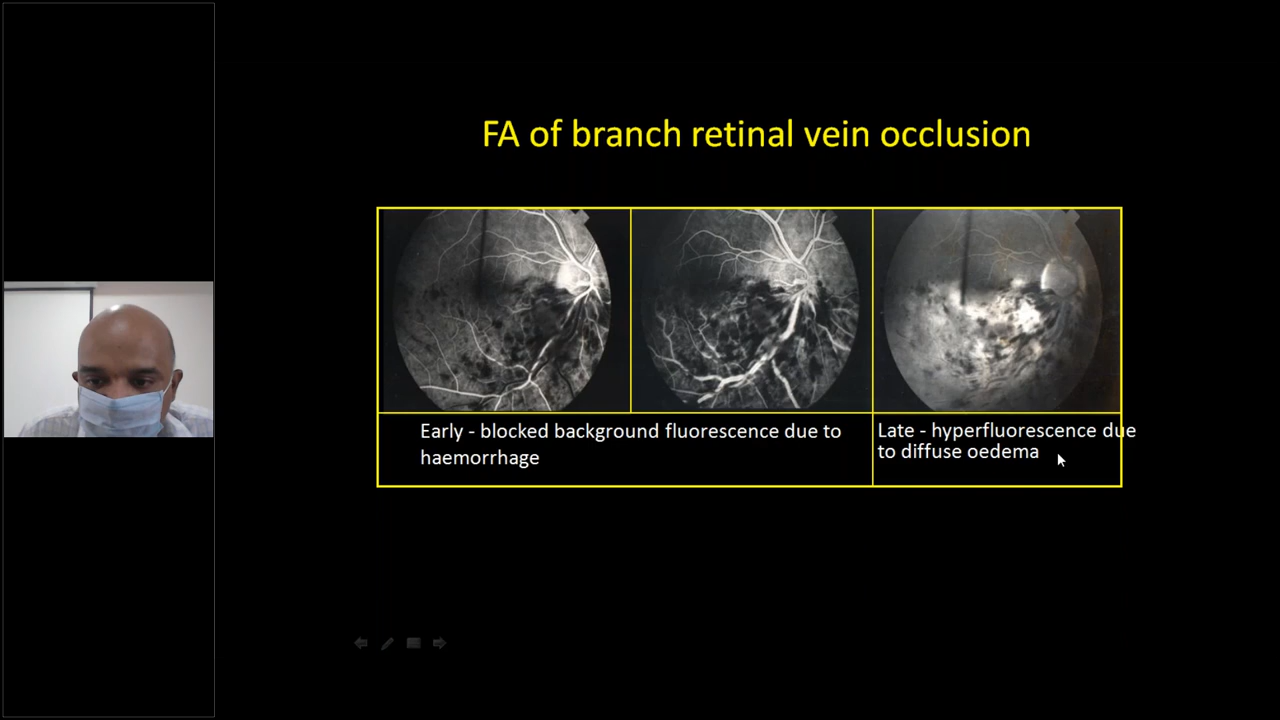 FA of branch retinal vein occlusion
Early - blocked background fluorescence due to
haemorrhage
Late - hyperfluorescence due
to diffuse oedema